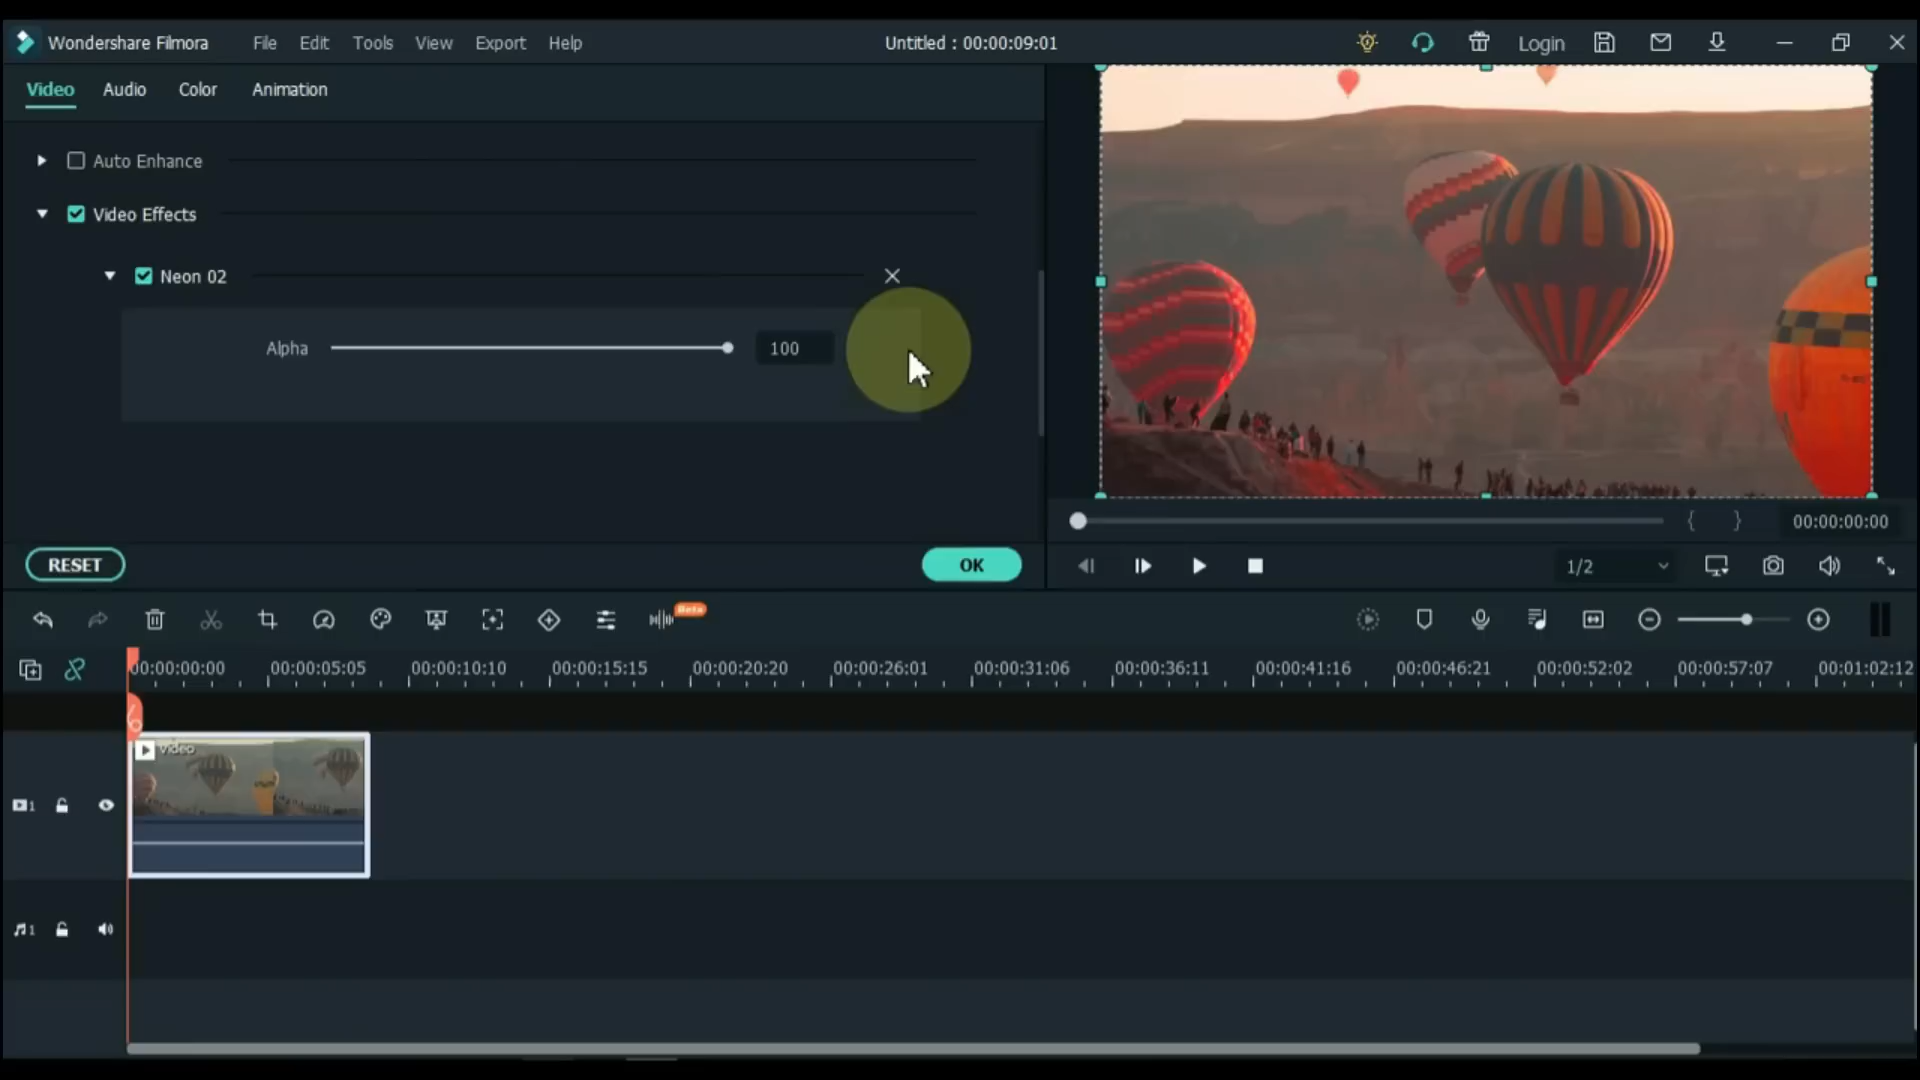 Wondershare Filmora File Edit Tools View Export Help Untitled : 00:00:09:01 Login
Video Audio Color Animation
Auto Enhance
Video Effects
Neon 02
Alpha 100
{ } 00:00:00:00
RESET OK 1/2
Beta
00:00:00:00 00:00:05:05 00:00:10:10 00:00:15:15 00:00:20:20 00:00:26:01 00:00:31:06 00:00:36:11 00:00:41:16 00:00:46:21 00:00:52:02 00:00:57:07 00:01:02:12
Video
1
1